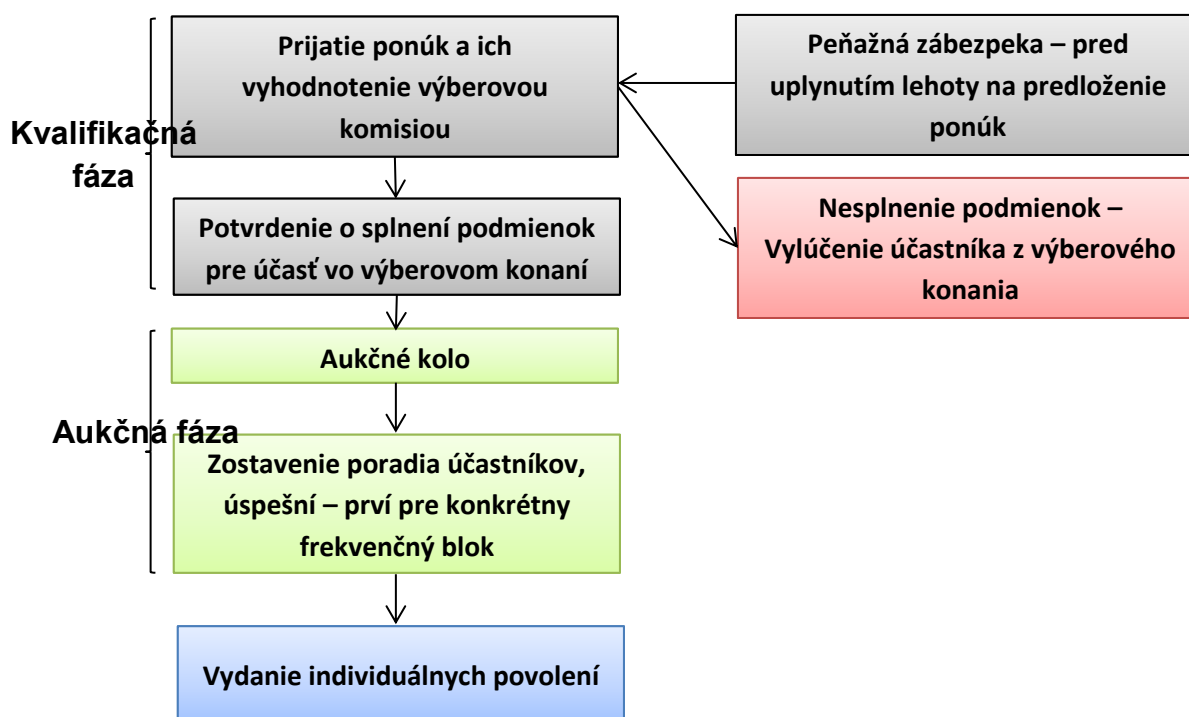 Prijatie ponúk a ich
vyhodnotenie výberovou
komisiou
Peňažná zábezpeka – pred
uplynutím lehoty na predloženie
ponúk
Kvalifikačná
fáza
Nesplnenie podmienok –
Vylúčenie účastníka z výberového
konania
Potvrdenie o splnení podmienok
pre účasť vo výberovom konaní
Aukčné kolo
Aukčná fáza
Zostavenie poradia účastníkov,
úspešní – prví pre konkrétny
frekvenčný blok
Vydanie individuálnych povolení